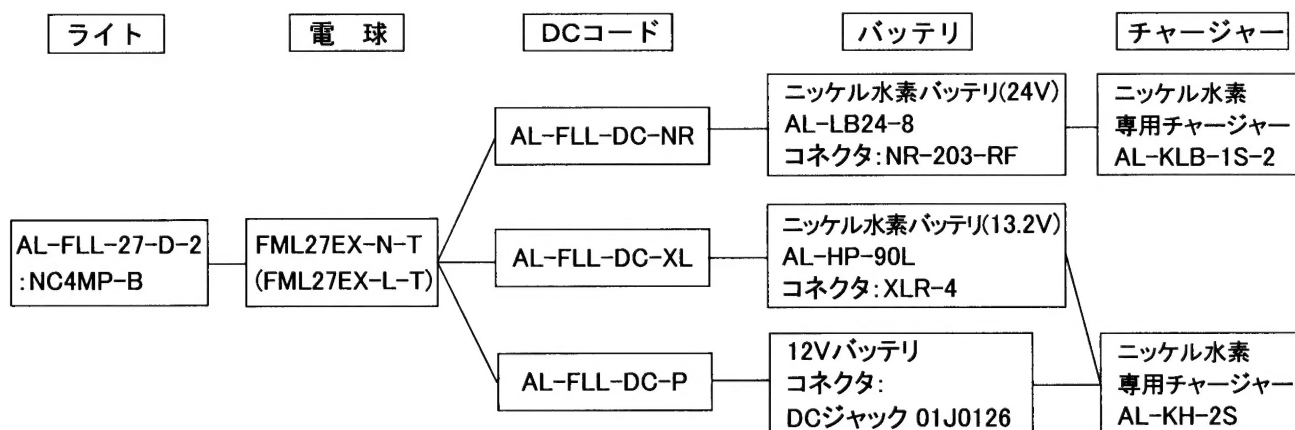 ライト
電 球
DCコード
バッテリ
チャージャー
AL-FLL-27-D-2
:NC4MP-B
FML27EX-N-T
(FML27EX-L-T)
AL-FLL-DC-NR
ニッケル水素バッテリ(24V)
AL-LB24-8
コネクタ:NR-203-RF
ニッケル水素
専用チャージャー
AL-KLB-1S-2
AL-FLL-DC-XL
ニッケル水素バッテリ(13.2V)
AL-HP-90L
コネクタ:XLR-4
AL-FLL-DC-P
12Vバッテリ
コネクタ:
DCジャック 01J0126
ニッケル水素
専用チャージャー
AL-KH-2S